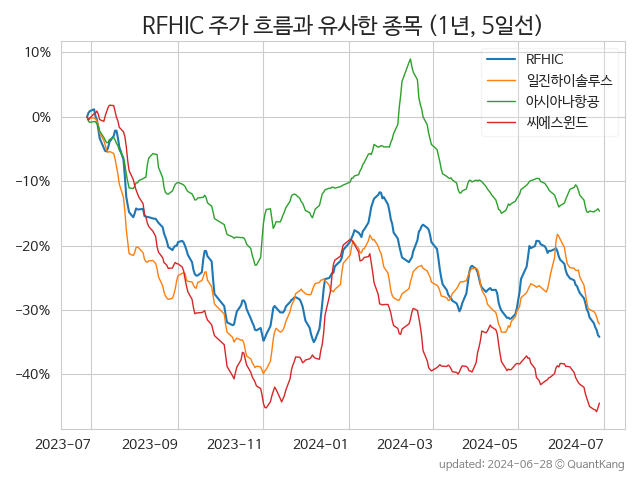 RFHIC 주가 흐름과 유사한 종목 (1년, 5일선)
RFHIC
일진하이솔루스
아시아나항공
씨에스윈드
10%
0%
−10%
−20%
−30%
−40%
2023-07 2023-09 2023-11 2024-01 2024-03 2024-05 2024-07
updated: 2024-06-28 ⓒ QuantKang